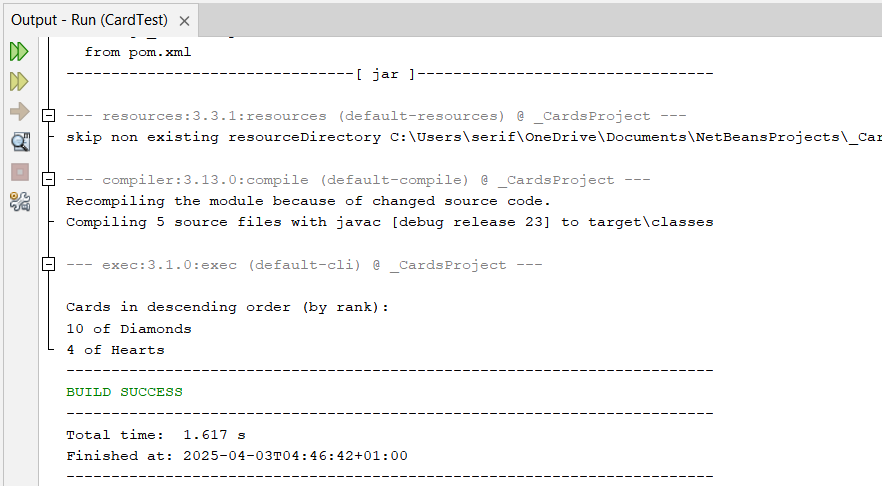 Output - Run (CardTest) ×
from pom.xml
--------------------------------[ jar ]---------------------------------
--- resources:3.3.1:resources (default-resources) @ _CardsProject ---
skip non existing resourceDirectory C:\Users\serif\OneDrive\Documents\NetBeansProjects\_Car
--- compiler:3.13.0:compile (default-compile) @ _CardsProject ---
Recompiling the module because of changed source code.
Compiling 5 source files with javac [debug release 23] to target\classes
--- exec:3.1.0:exec (default-cli) @ _CardsProject ---
Cards in descending order (by rank):
10 of Diamonds
4 of Hearts
------------------------------------------------------------------------
BUILD SUCCESS
------------------------------------------------------------------------
Total time:  1.617 s
Finished at: 2025-04-03T04:46:42+01:00
------------------------------------------------------------------------